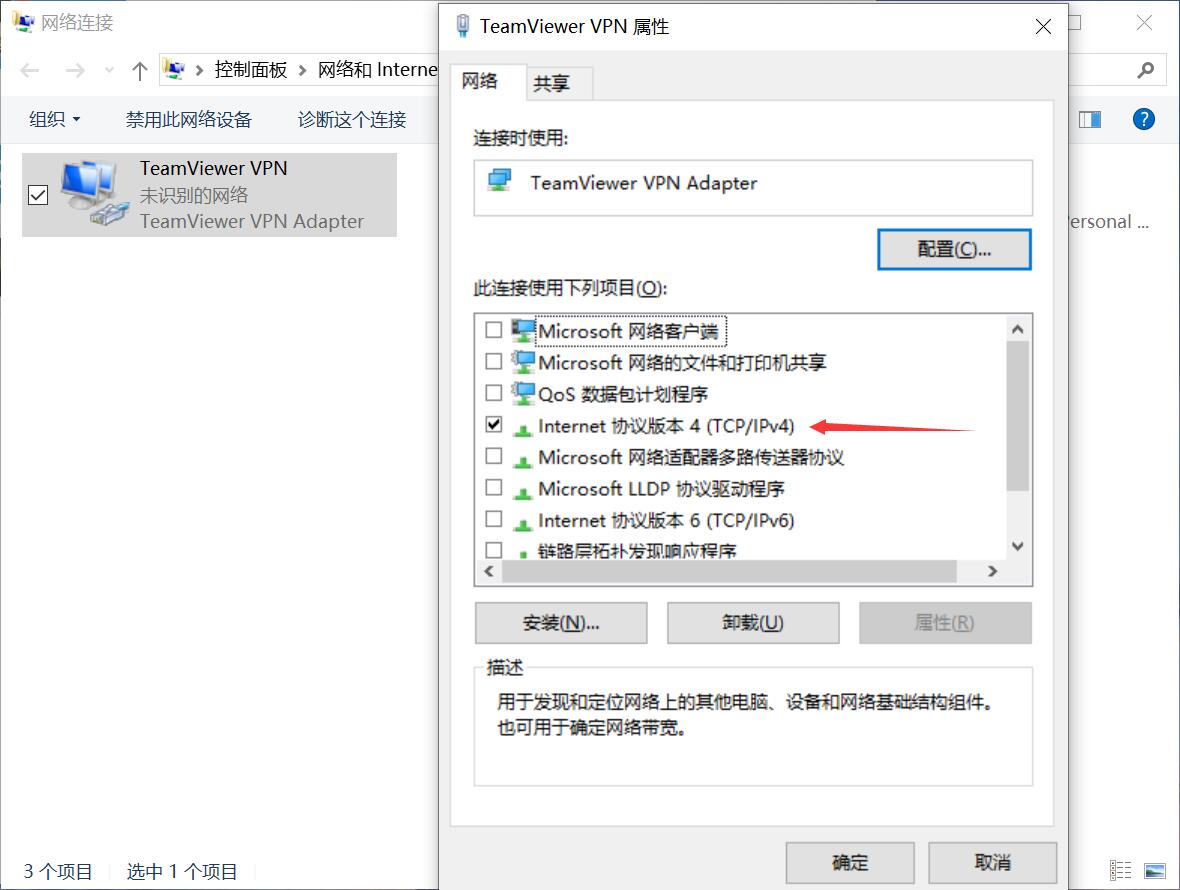 网络连接
TeamViewer VPN 属性
控制面板 › 网络和 Interne
组织
禁用此网络设备
诊断这个连接
TeamViewer VPN
未识别的网络
TeamViewer VPN Adapter
ersonal ...
网络
共享
连接时使用:
TeamViewer VPN Adapter
配置(C)...
此连接使用下列项目(O):
Microsoft 网络客户端
Microsoft 网络的文件和打印机共享
QoS 数据包计划程序
Internet 协议版本 4 (TCP/IPv4)
Microsoft 网络适配器多路传送器协议
Microsoft LLDP 协议驱动程序
Internet 协议版本 6 (TCP/IPv6)
链路层拓扑发现响应程序
安装(N)...
卸载(U)
属性(R)
描述
用于发现和定位网络上的其他电脑、设备和网络基础结构组件。
也可用于确定网络带宽。
确定
取消
3 个项目
选中 1 个项目